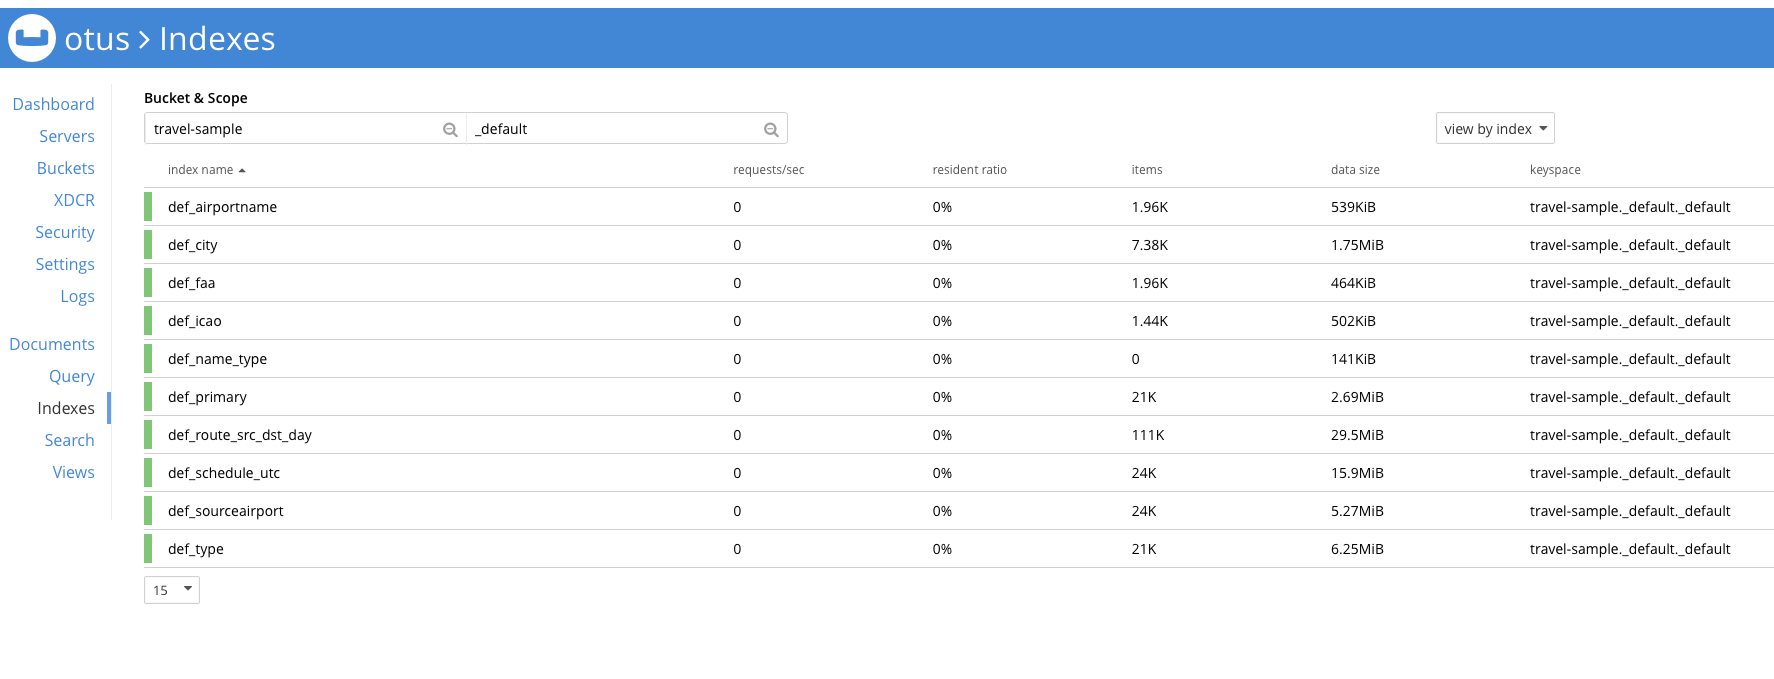 otus > Indexes
Dashboard
Servers
Buckets
XDCR
Security
Settings
Logs
Documents
Query
Indexes
Search
Views
Bucket & Scope
travel-sample _default view by index
index name requests/sec resident ratio items data size keyspace
def_airportname 0 0% 1.96K 539KiB travel-sample._default._default
def_city 0 0% 7.38K 1.75MiB travel-sample._default._default
def_faa 0 0% 1.96K 464KiB travel-sample._default._default
def_icao 0 0% 1.44K 502KiB travel-sample._default._default
def_name_type 0 0% 0 141KiB travel-sample._default._default
def_primary 0 0% 21K 2.69MiB travel-sample._default._default
def_route_src_dst_day 0 0% 111K 29.5MiB travel-sample._default._default
def_schedule_utc 0 0% 24K 15.9MiB travel-sample._default._default
def_sourceairport 0 0% 24K 5.27MiB travel-sample._default._default
def_type 0 0% 21K 6.25MiB travel-sample._default._default
15